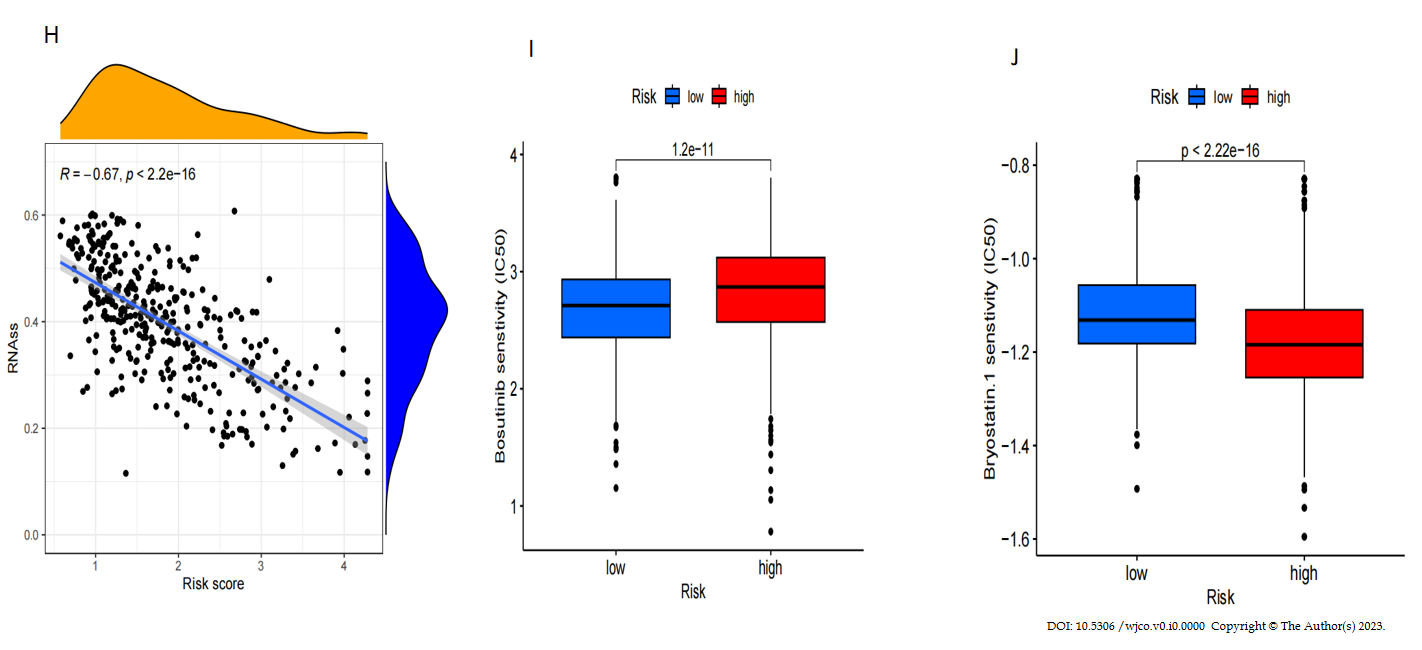 H
R = −0.67, p < 2.2e−16
0.6
0.4
0.2
0.0
RNAss
1 2 3 4
Risk score
I
Risk low high
1.2e−11
4
3
2
1
Bosutinib senstivity (IC50)
low high
Risk
J
Risk low high
p < 2.22e−16
−0.8
−1.0
−1.2
−1.4
−1.6
Bryostatin.1 senstivity (IC50)
low high
Risk
DOI: 10.5306 /wjco.v0.i0.0000 Copyright © The Author(s) 2023.